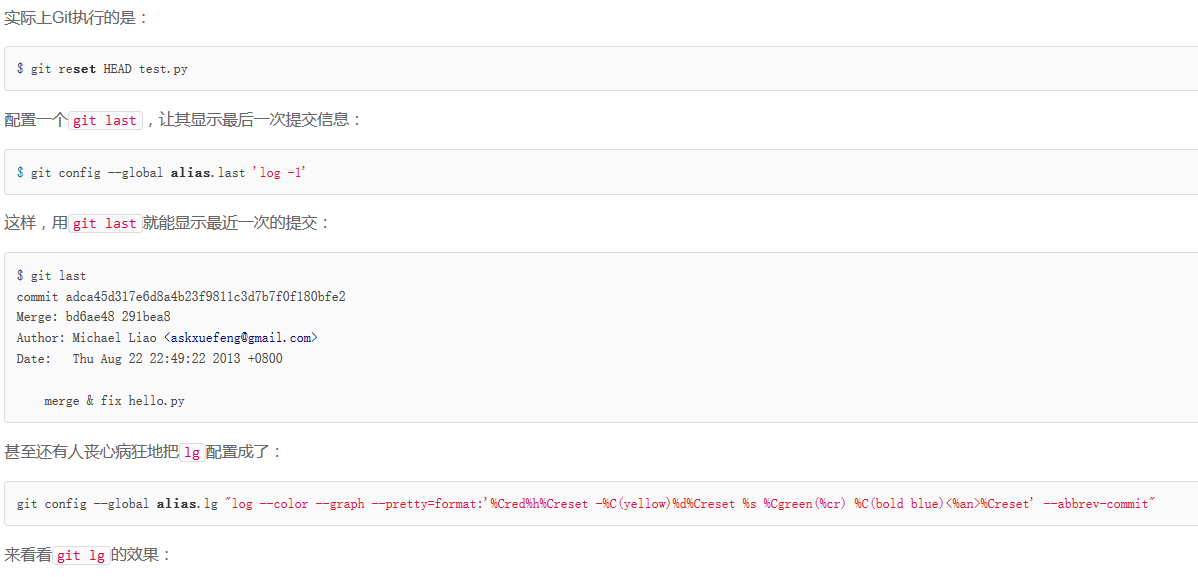 实际上Git执行的是：
$ git reset HEAD test.py
配置一个git last，让其显示最后一次提交信息：
$ git config --global alias.last 'log -1'
这样，用git last就能显示最近一次的提交：
$ git last
commit adca45d317e6d8a4b23f9811c3d7b7f0f180bfe2
Merge: bd6ae48 291bea8
Author: Michael Liao <askxuefeng@gmail.com>
Date:   Thu Aug 22 22:49:22 2013 +0800
    merge & fix hello.py
甚至还有人丧心病狂地把lg配置成了：
git config --global alias.lg "log --color --graph --pretty=format:'%Cred%h%Creset -%C(yellow)%d%Creset %s %Cgreen(%cr) %C(bold blue)<%an>%Creset' --abbrev-commit"
来看看git lg的效果：